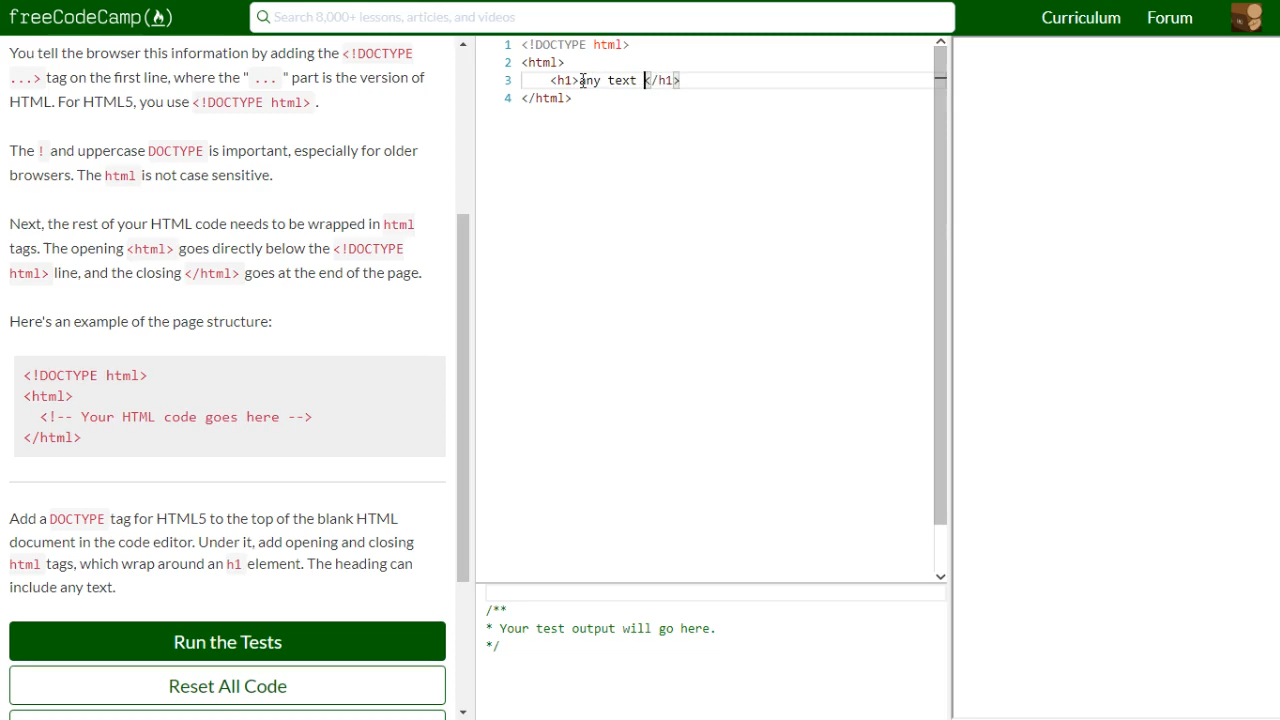 freeCodeCamp
Search 8,000+ lessons, articles, and videos
Curriculum
Forum
You tell the browser this information by adding the <!DOCTYPE
...> tag on the first line, where the " ... " part is the version of
HTML. For HTML5, you use <!DOCTYPE html> .
The ! and uppercase DOCTYPE is important, especially for older
browsers. The html is not case sensitive.
Next, the rest of your HTML code needs to be wrapped in html
tags. The opening <html> goes directly below the <!DOCTYPE
html> line, and the closing </html> goes at the end of the page.
Here's an example of the page structure:
<!DOCTYPE html>
<html>
<!-- Your HTML code goes here -->
</html>
Add a DOCTYPE tag for HTML5 to the top of the blank HTML
document in the code editor. Under it, add opening and closing
html tags, which wrap around an h1 element. The heading can
include any text.
Run the Tests
Reset All Code
1 <!DOCTYPE html>
2 <html>
3 <h1>any text </h1>
4 </html>
/**
* Your test output will go here.
*/